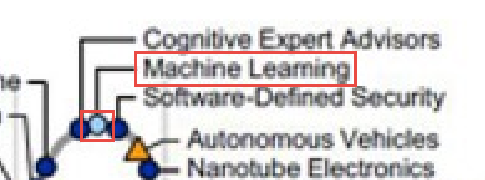 Cognitive Expert Advisors
Machine Learning
Software-Defined Security
Autonomous Vehicles
Nanotube Electronics